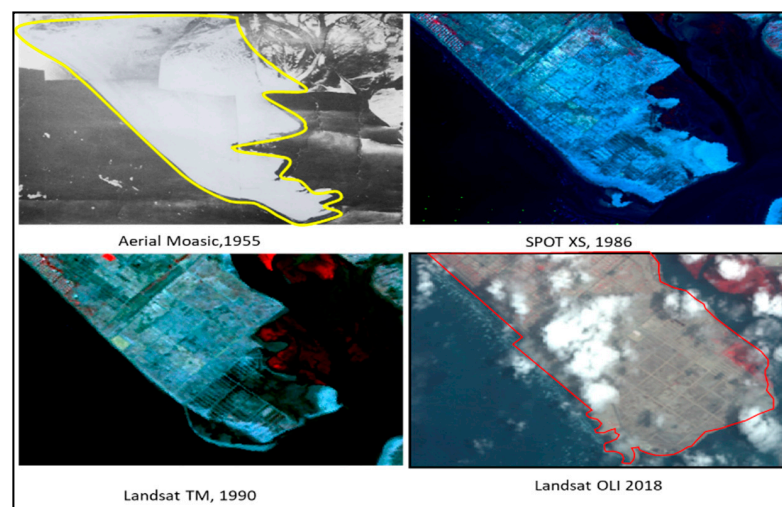 Aerial Moasic,1955
SPOT XS, 1986
Landsat TM, 1990
Landsat OLI 2018